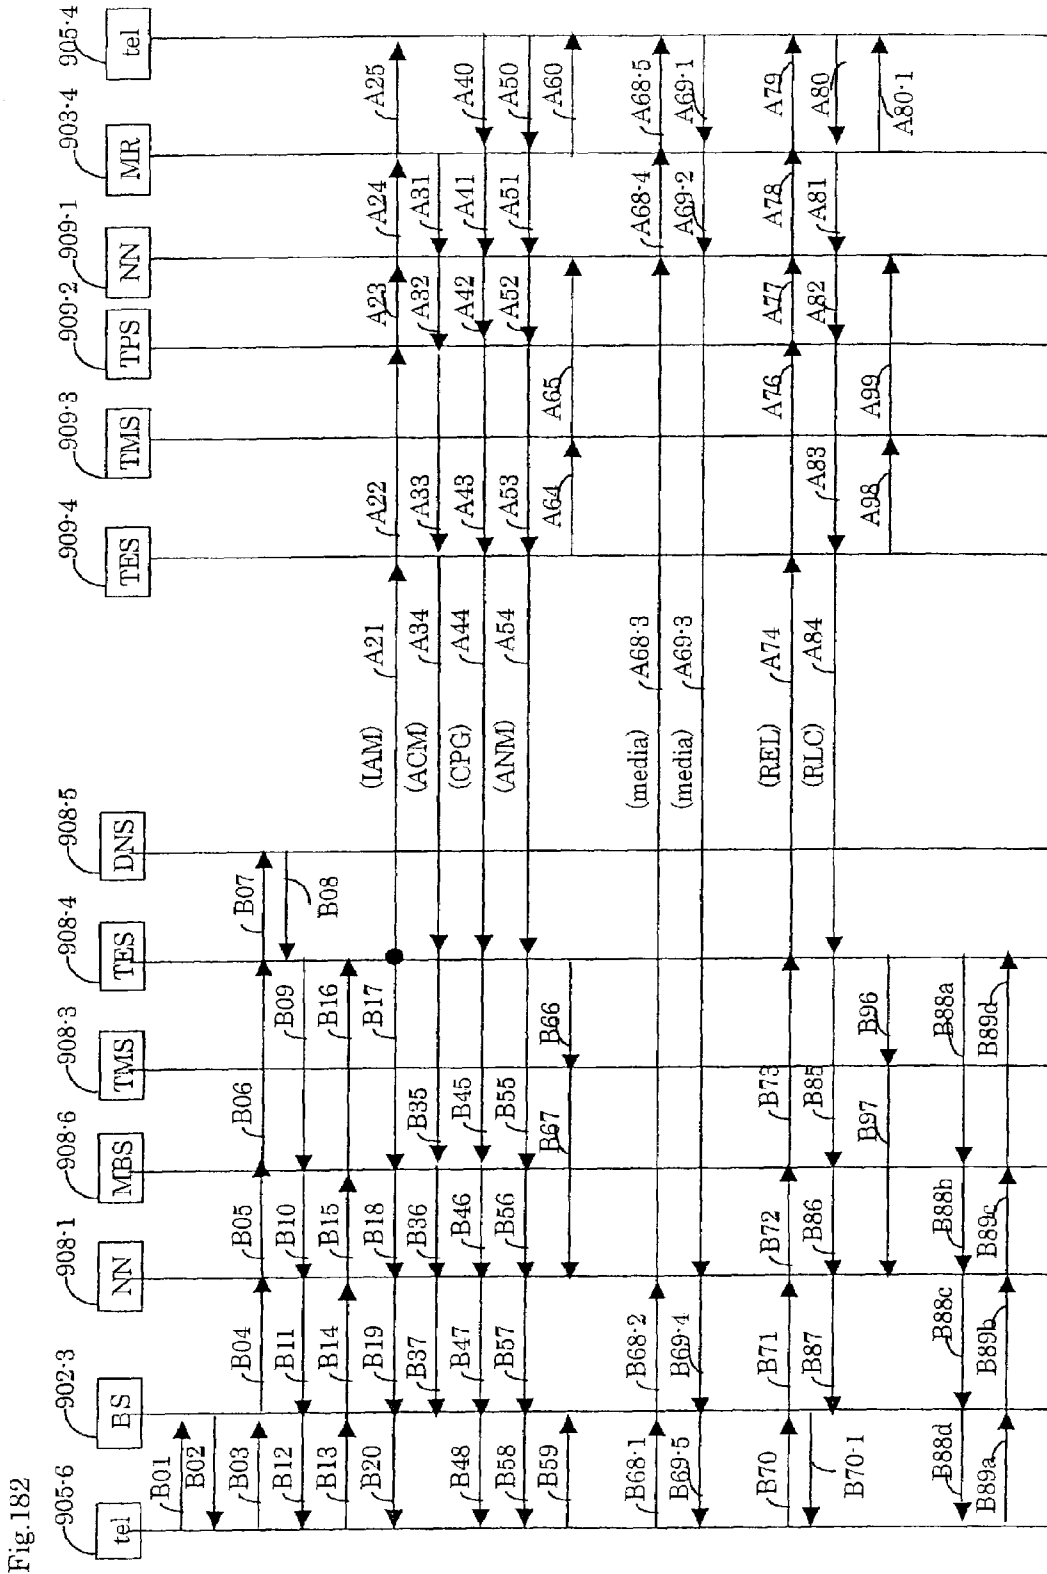 Fig.182
905·6
902·3
908·1
908·6
908·3
908·4
908·5
909·4
909·3
909·2
909·1
903·4
905·4
tel
BS
NN
MBS
TMS
TES
DNS
TES
TMS
TPS
NN
MR
tel
B01
B02
B03
B04
B05
B06
B07
B08
B12
B11
B10
B09
B13
B14
B15
B16
B20
B19
B18
B17
(IAM)
A21
A22
A23
A24
A25
B37
B36
B35
(ACM)
A34
A33
A32
A31
B48
B47
B46
B45
(CPG)
A44
A43
A42
A41
A40
B58
B57
B56
B55
(ANM)
A54
A53
A52
A51
A50
B59
B67
B66
A64
A65
A60
B68·1
B68·2
(media)
A68·3
A68·4
A68·5
B69·5
B69·4
(media)
A69·3
A69·2
A69·1
B70
B71
B72
B73
(REL)
A74
A76
A77
A78
A79
B70·1
B87
B86
B85
(RLC)
A84
A83
A82
A81
A80
A80·1
B97
B96
A98
A99
B88d
B88c
B88b
B88a
B89a
B89b
B89c
B89d